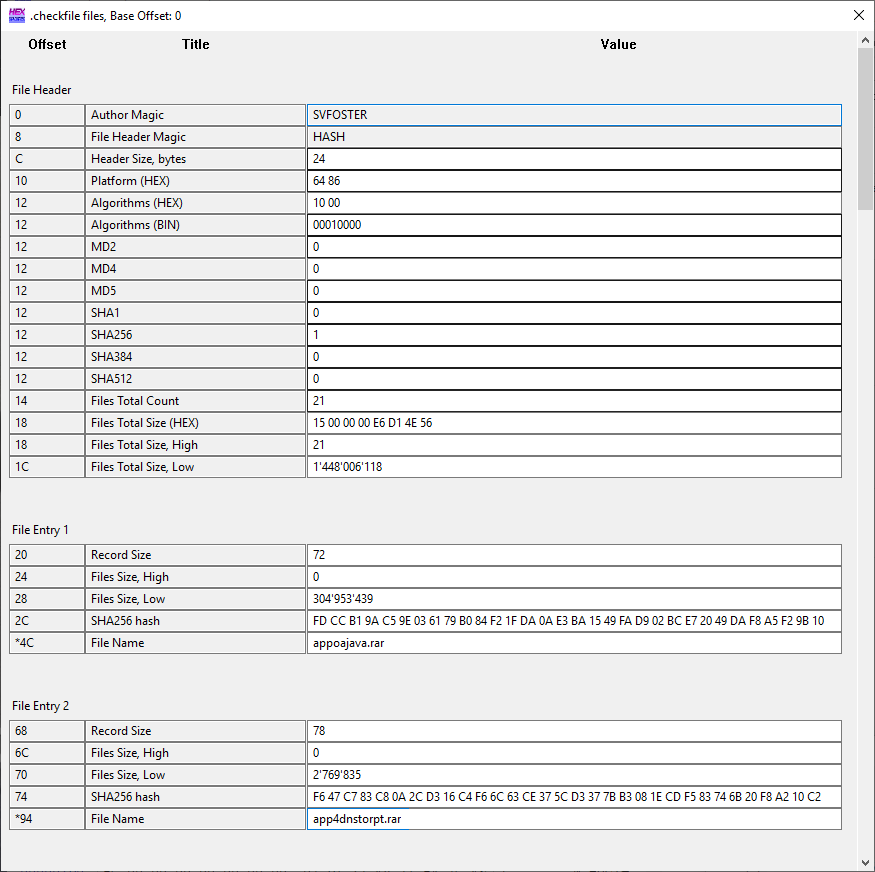 HEX .checkfile files, Base Offset: 0
Offset Title Value
File Header
0 Author Magic SVFOSTER
8 File Header Magic HASH
C Header Size, bytes 24
10 Platform (HEX) 64 86
12 Algorithms (HEX) 10 00
12 Algorithms (BIN) 00010000
12 MD2 0
12 MD4 0
12 MD5 0
12 SHA1 0
12 SHA256 1
12 SHA384 0
12 SHA512 0
14 Files Total Count 21
18 Files Total Size (HEX) 15 00 00 00 E6 D1 4E 56
18 Files Total Size, High 21
1C Files Total Size, Low 1'448'006'118
File Entry 1
20 Record Size 72
24 Files Size, High 0
28 Files Size, Low 304'953'439
2C SHA256 hash FD CC B1 9A C5 9E 03 61 79 B0 84 F2 1F DA 0A E3 BA 15 49 FA D9 02 BC E7 20 49 DA F8 A5 F2 9B 10
*4C File Name appoajava.rar
File Entry 2
68 Record Size 78
6C Files Size, High 0
70 Files Size, Low 2'769'835
74 SHA256 hash F6 47 C7 83 C8 0A 2C D3 16 C4 F6 6C 63 CE 37 5C D3 37 7B B3 08 1E CD F5 83 74 6B 20 F8 A2 10 C2
*94 File Name app4dnstorpt.rar